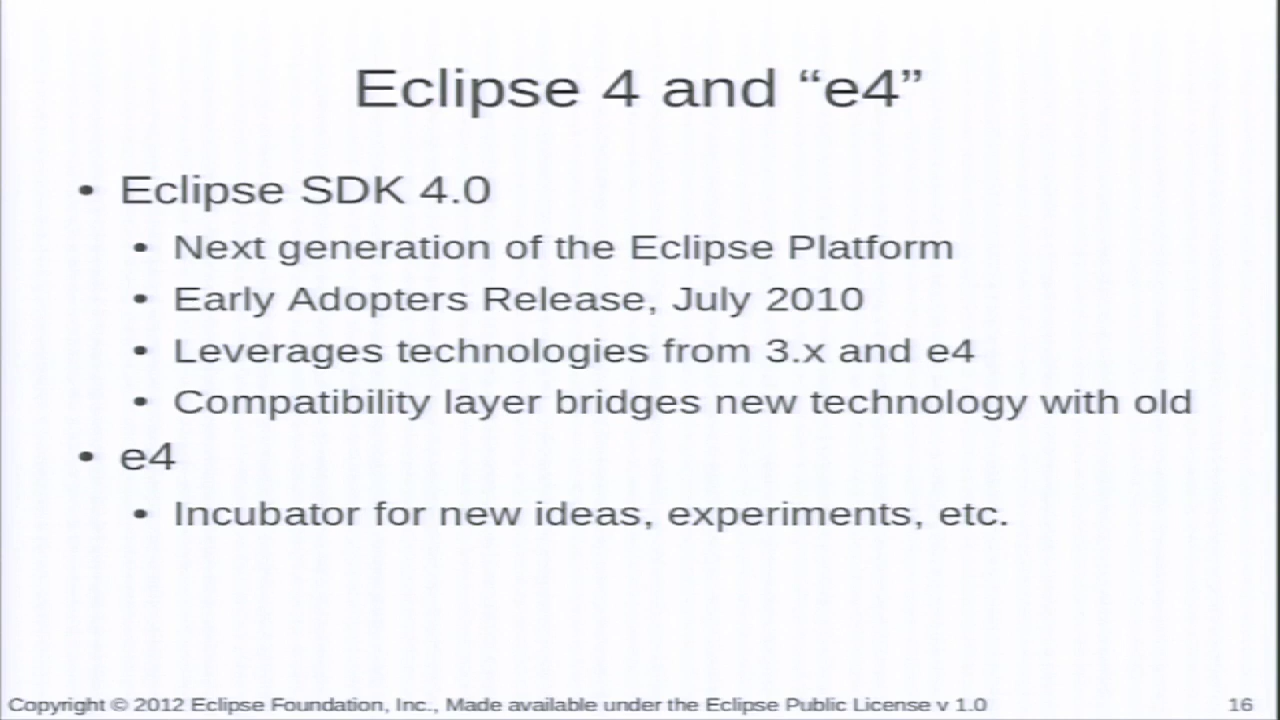 Eclipse 4 and “e4”
• Eclipse SDK 4.0
• Next generation of the Eclipse Platform
• Early Adopters Release, July 2010
• Leverages technologies from 3.x and e4
• Compatibility layer bridges new technology with old
• e4
• Incubator for new ideas, experiments, etc.
Copyright © 2012 Eclipse Foundation, Inc., Made available under the Eclipse Public License v 1.0 16